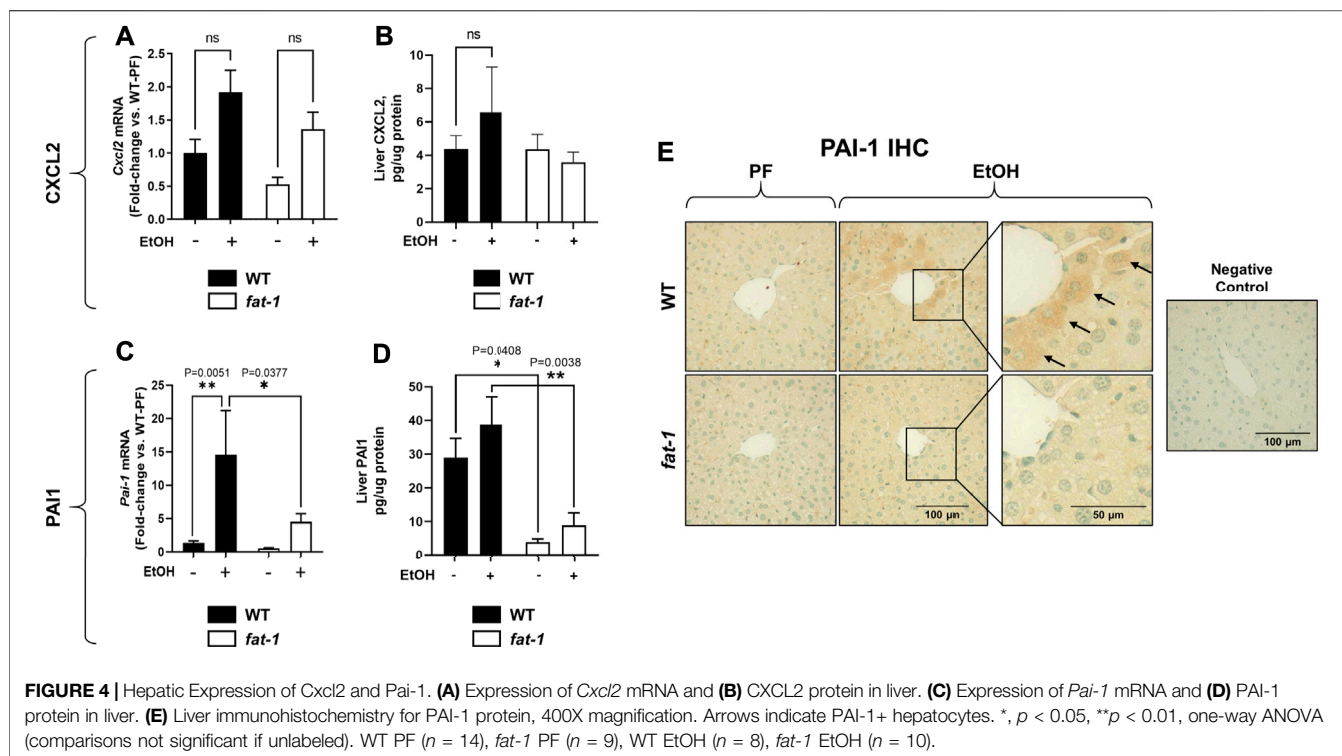 CXCL2
A
ns
ns
Cxcl2 mRNA
(Fold-change vs. WT-PF)
2.5
2.0
1.5
1.0
0.5
0.0
EtOH - + - +
WT
fat-1
B
ns
Liver CXCL2,
pg/ug protein
10
8
6
4
2
0
EtOH - + - +
WT
fat-1
PAI1
C
P=0.0051 P=0.0377
** *
Pai-1 mRNA
(Fold-change vs. WT-PF)
25
20
15
10
5
0
EtOH - + - +
WT
fat-1
D
P=0.0408
* P=0.0038
**
Liver PAI1
pg/ug protein
50
40
30
20
10
0
EtOH - + - +
WT
fat-1
E
PAI-1 IHC
PF EtOH
WT
fat-1
100 µm
50 µm
Negative
Control
100 µm
FIGURE 4 | Hepatic Expression of Cxcl2 and Pai-1. (A) Expression of Cxcl2 mRNA and (B) CXCL2 protein in liver. (C) Expression of Pai-1 mRNA and (D) PAI-1
protein in liver. (E) Liver immunohistochemistry for PAI-1 protein, 400X magnification. Arrows indicate PAI-1+ hepatocytes. *, p < 0.05, **p < 0.01, one-way ANOVA
(comparisons not significant if unlabeled). WT PF (n = 14), fat-1 PF (n = 9), WT EtOH (n = 8), fat-1 EtOH (n = 10).